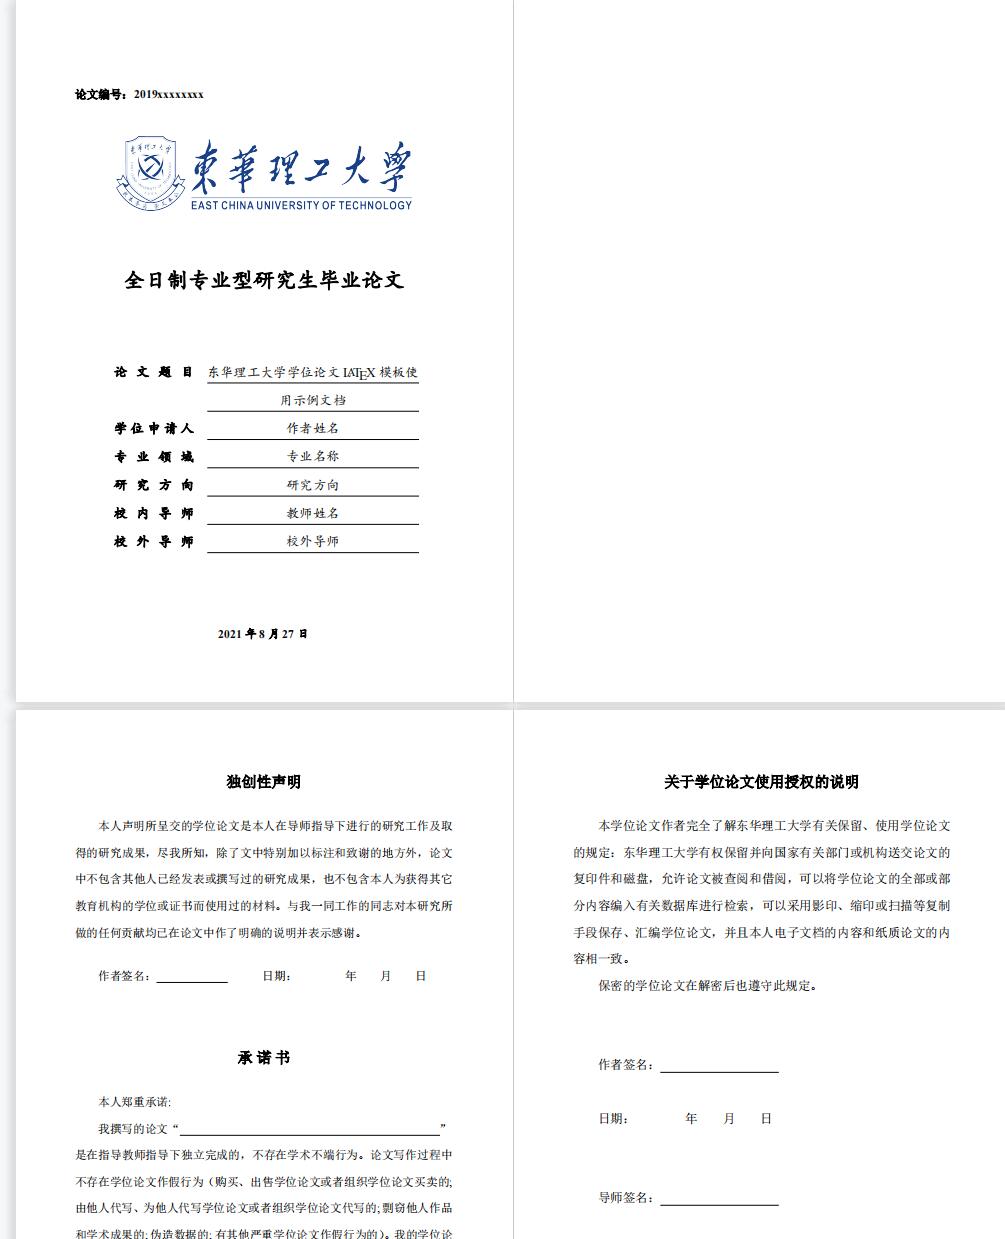 论文编号：2019xxxxxxxx
東華理工大學
EAST CHINA UNIVERSITY OF TECHNOLOGY
全日制专业型研究生毕业论文
论文题目 东华理工大学学位论文 LATEX 模板使
用示例文档
学位申请人 作者姓名
专业领域 专业名称
研究方向 研究方向
校内导师 教师姓名
校外导师 校外导师
2021 年 8 月 27 日
独创性声明
本人声明所呈交的学位论文是本人在导师指导下进行的研究工作及取
得的研究成果，尽我所知，除了文中特别加以标注和致谢的地方外，论文
中不包含其他人已经发表或撰写过的研究成果，也不包含本人为获得其它
教育机构的学位或证书而使用过的材料。与我一同工作的同志对本研究所
做的任何贡献均已在论文中作了明确的说明并表示感谢。
作者签名： 日期： 年 月 日
承诺书
本人郑重承诺:
我撰写的论文“ ”
是在指导教师指导下独立完成的，不存在学术不端行为。论文写作过程中
不存在学位论文作假行为（购买、出售学位论文或者组织学位论文买卖的;
由他人代写、为他人代写学位论文或者组织学位论文代写的; 剽窃他人作品
和学术成果的; 伪造数据的; 有其他严重学位论文作假行为的）。我的学位论
关于学位论文使用授权的说明
本学位论文作者完全了解东华理工大学有关保留、使用学位论文
的规定：东华理工大学有权保留并向国家有关部门或机构送交论文的
复印件和磁盘，允许论文被查阅和借阅，可以将学位论文的全部或部
分内容编入有关数据库进行检索，可以采用影印、缩印或扫描等复制
手段保存、汇编学位论文，并且本人电子文档的内容和纸质论文的内
容相一致。
保密的学位论文在解密后也遵守此规定。
作者签名：
日期： 年 月 日
导师签名：